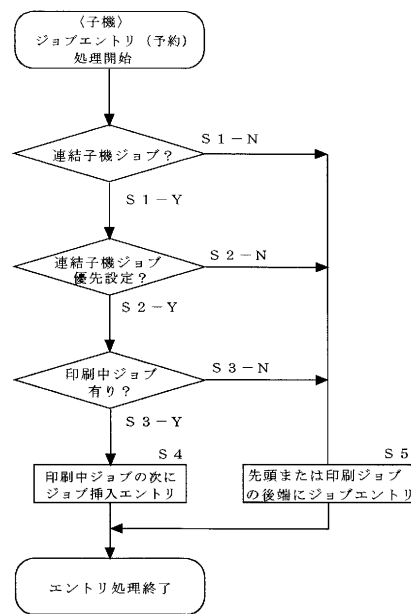 〈子機〉
ジョブエントリ（予約）
処理開始
連結子機ジョブ？
Ｓ１－Ｎ
Ｓ１－Ｙ
連結子機ジョブ
優先設定？
Ｓ２－Ｎ
Ｓ２－Ｙ
印刷中ジョブ
有り？
Ｓ３－Ｎ
Ｓ３－Ｙ
Ｓ４
印刷中ジョブの次に
ジョブ挿入エントリ
Ｓ５
先頭または印刷ジョブ
の後端にジョブエントリ
エントリ処理終了